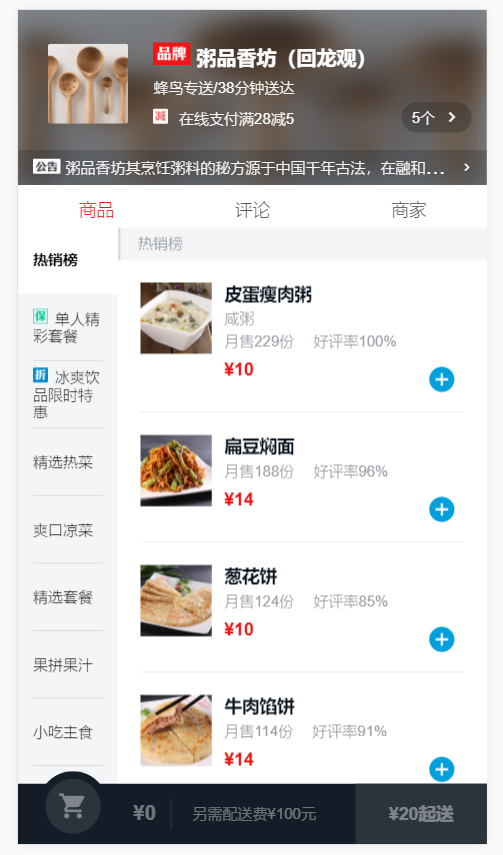 品牌 粥品香坊（回龙观）
蜂鸟专送/38分钟送达
减 在线支付满28减5
5个 >
公告 粥品香坊其烹饪粥料的秘方源于中国千年古法，在融和... >
商品 评论 商家
热销榜
热销榜
保 单人精
彩套餐
折 冰爽饮
品限时特
惠
精选热菜
爽口凉菜
精选套餐
果拼果汁
小吃主食
皮蛋瘦肉粥
咸粥
月售229份 好评率100%
¥10
扁豆焖面
月售188份 好评率96%
¥14
葱花饼
月售124份 好评率85%
¥10
牛肉馅饼
月售114份 好评率91%
¥14
¥0 另需配送费¥100元 ¥20起送